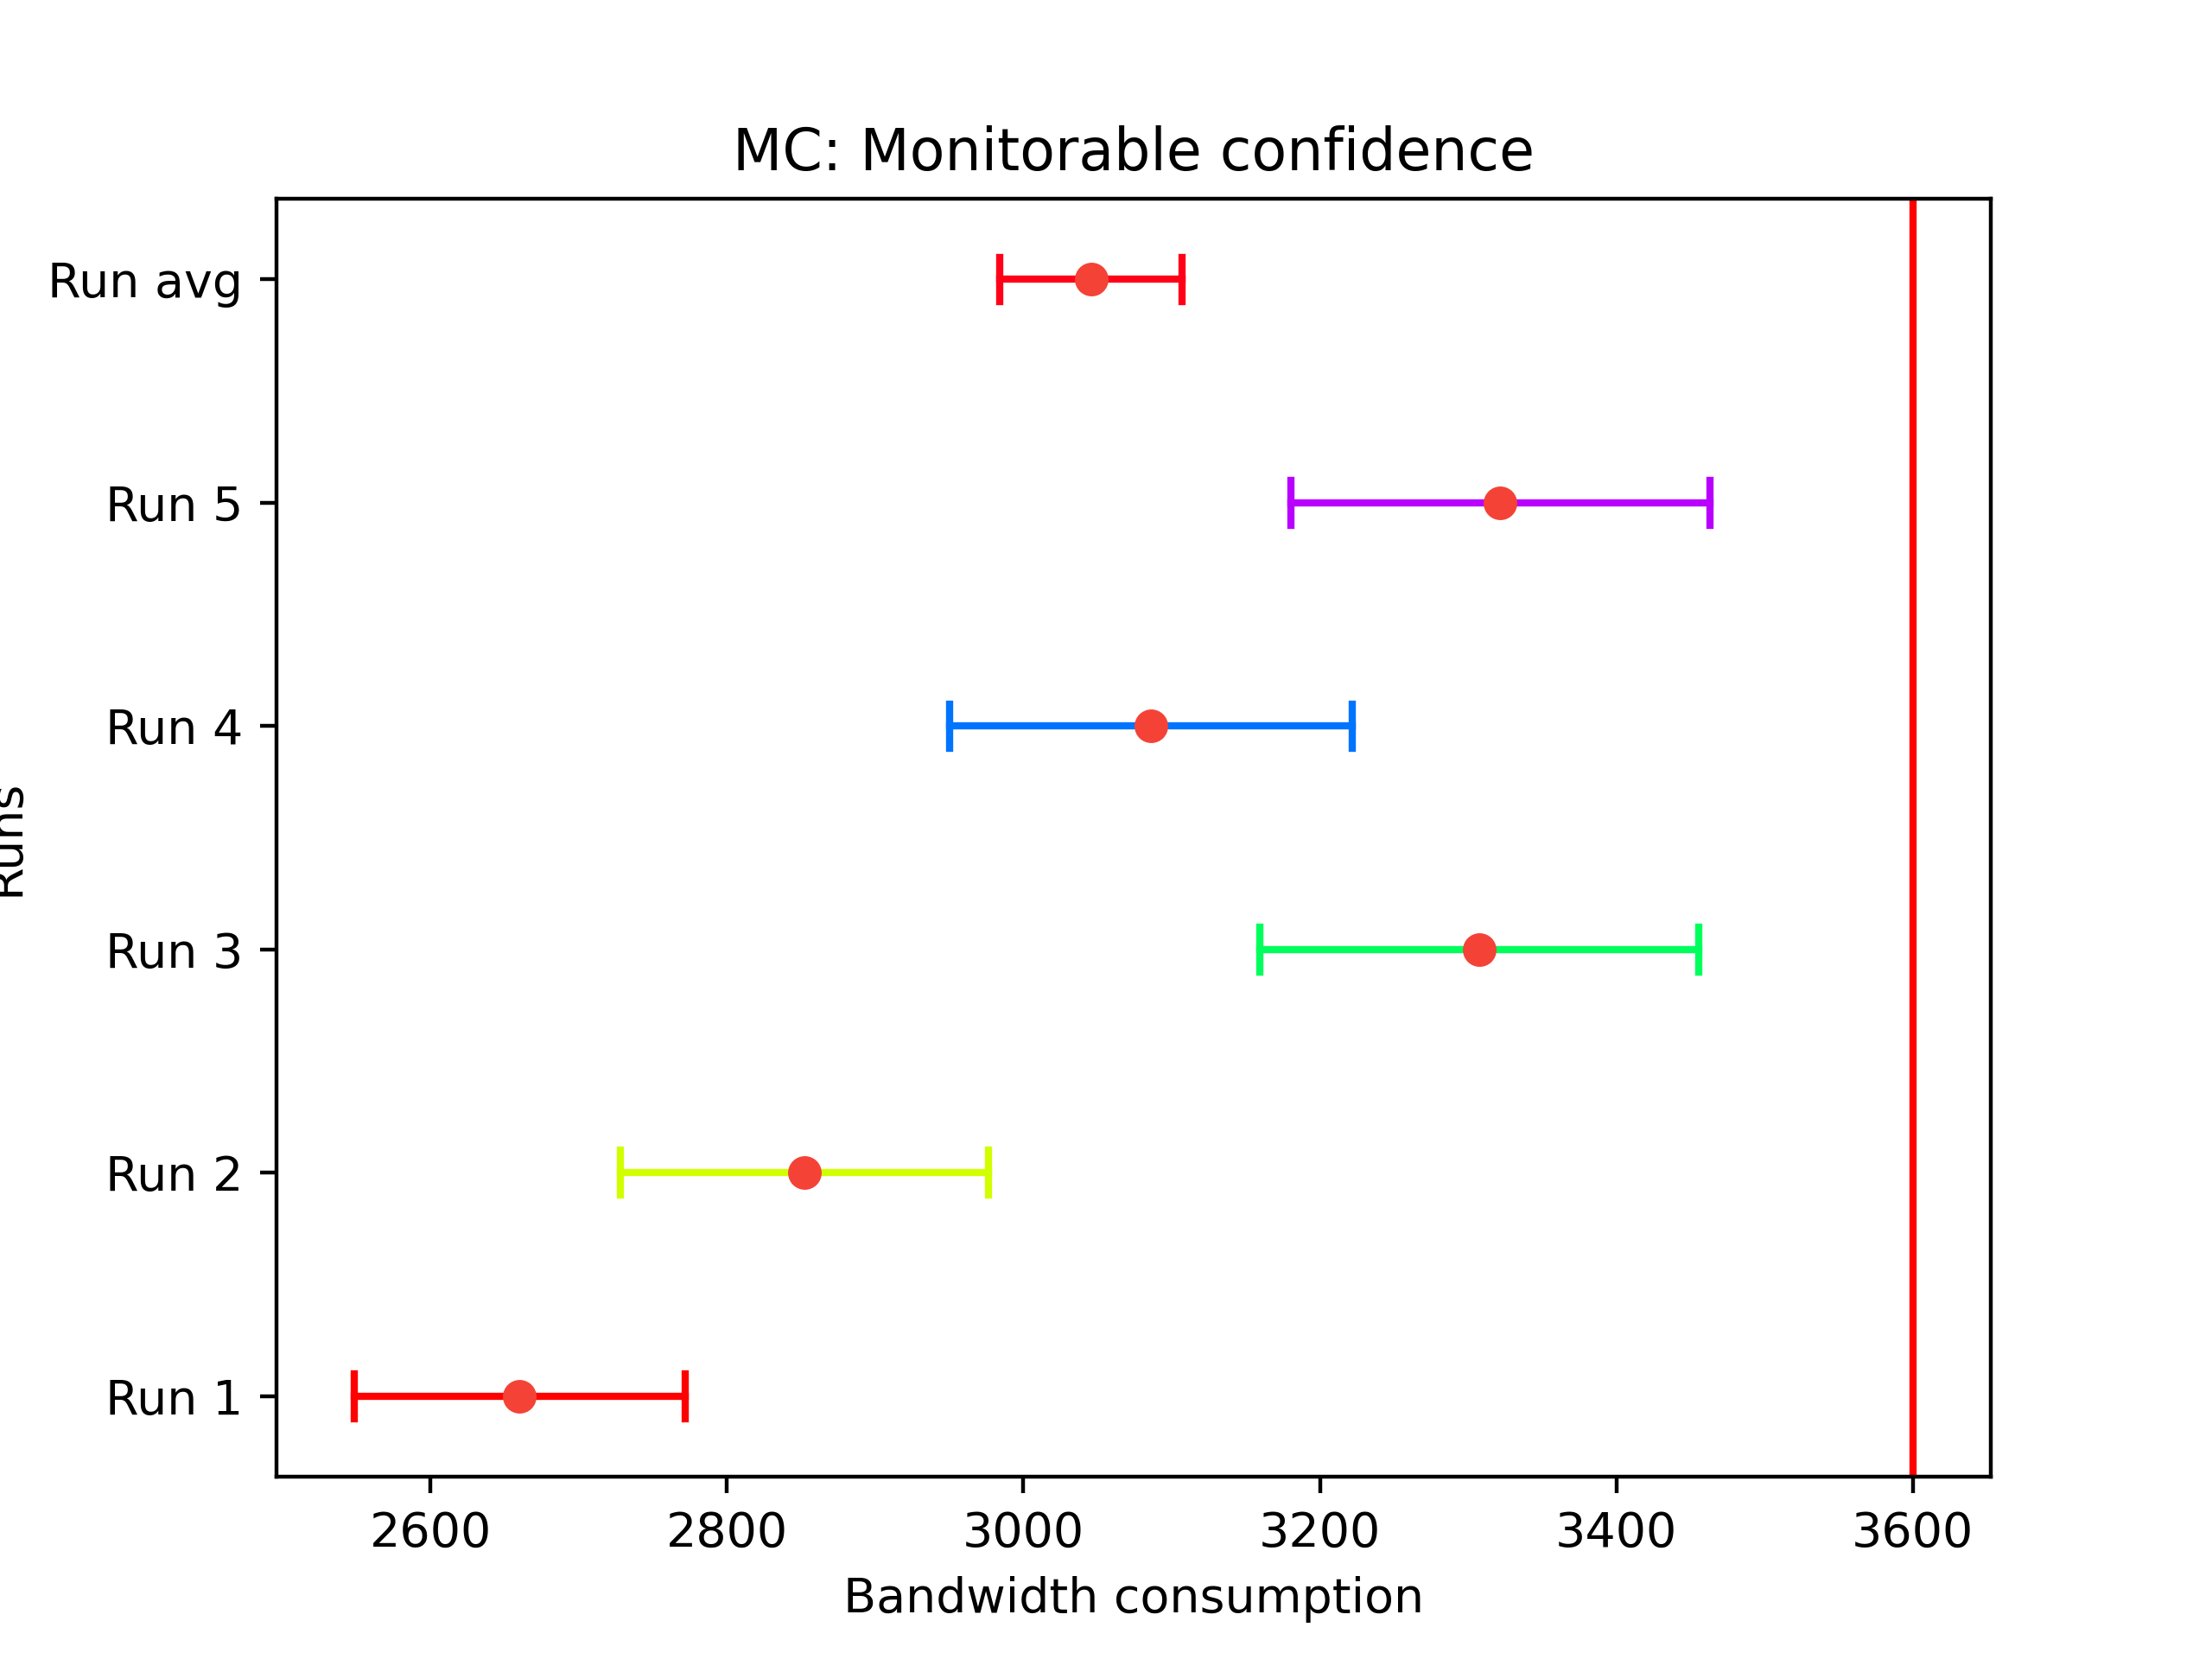 MC: Monitorable confidence
Run avg
Run 5
Run 4
Run 3
Run 2
Run 1
Runs
2600 2800 3000 3200 3400 3600
Bandwidth consumption